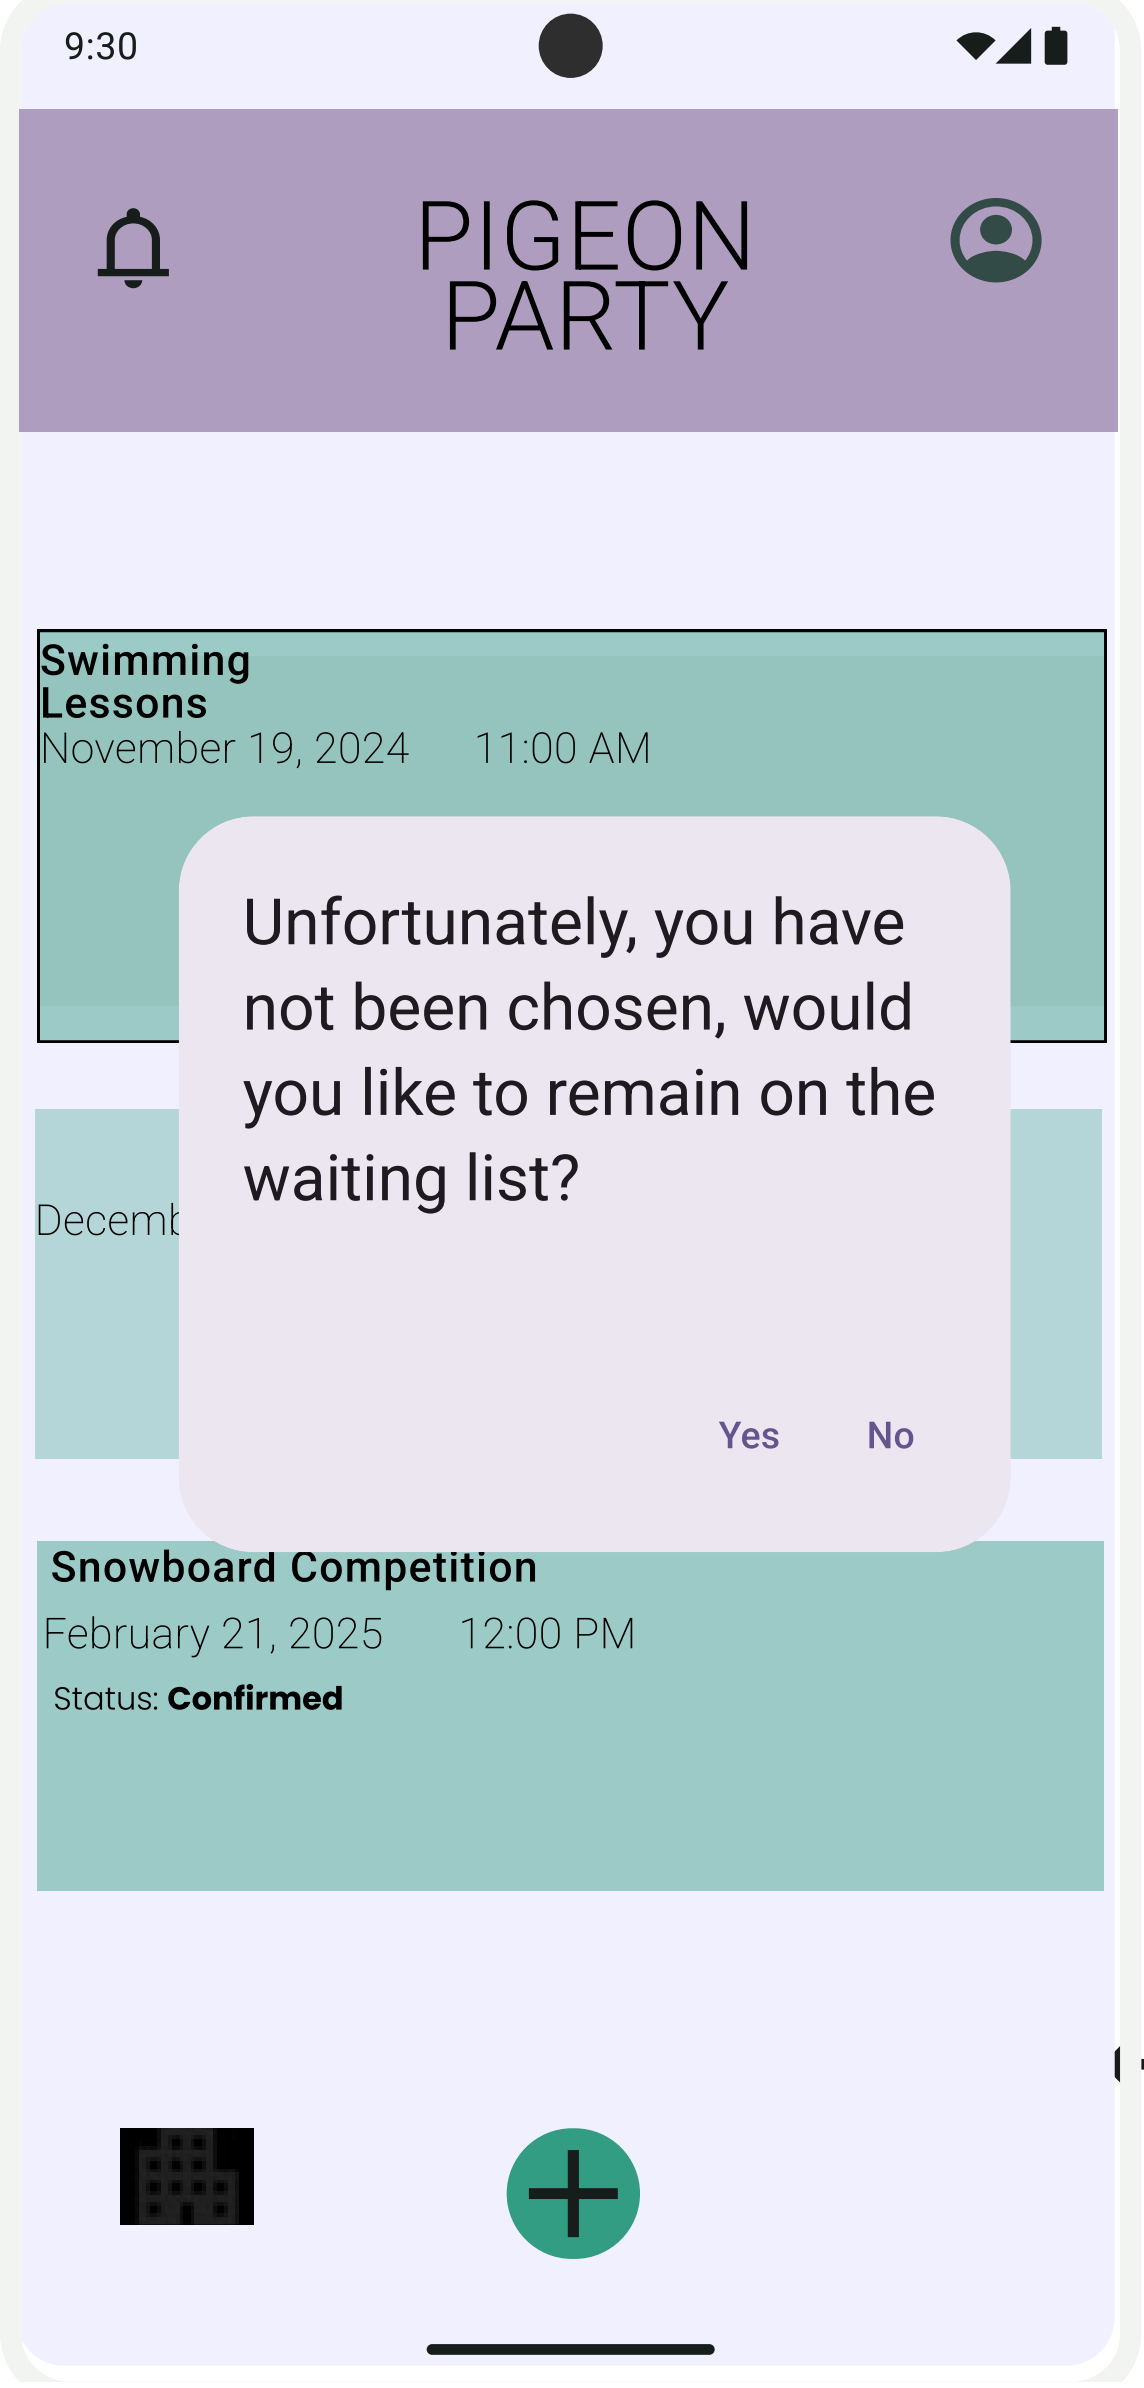 9:30
PIGEON
PARTY
Swimming
Lessons
November 19, 2024 11:00 AM
Unfortunately, you have
not been chosen, would
you like to remain on the
waiting list?
Yes No
Snowboard Competition
February 21, 2025 12:00 PM
Status: Confirmed